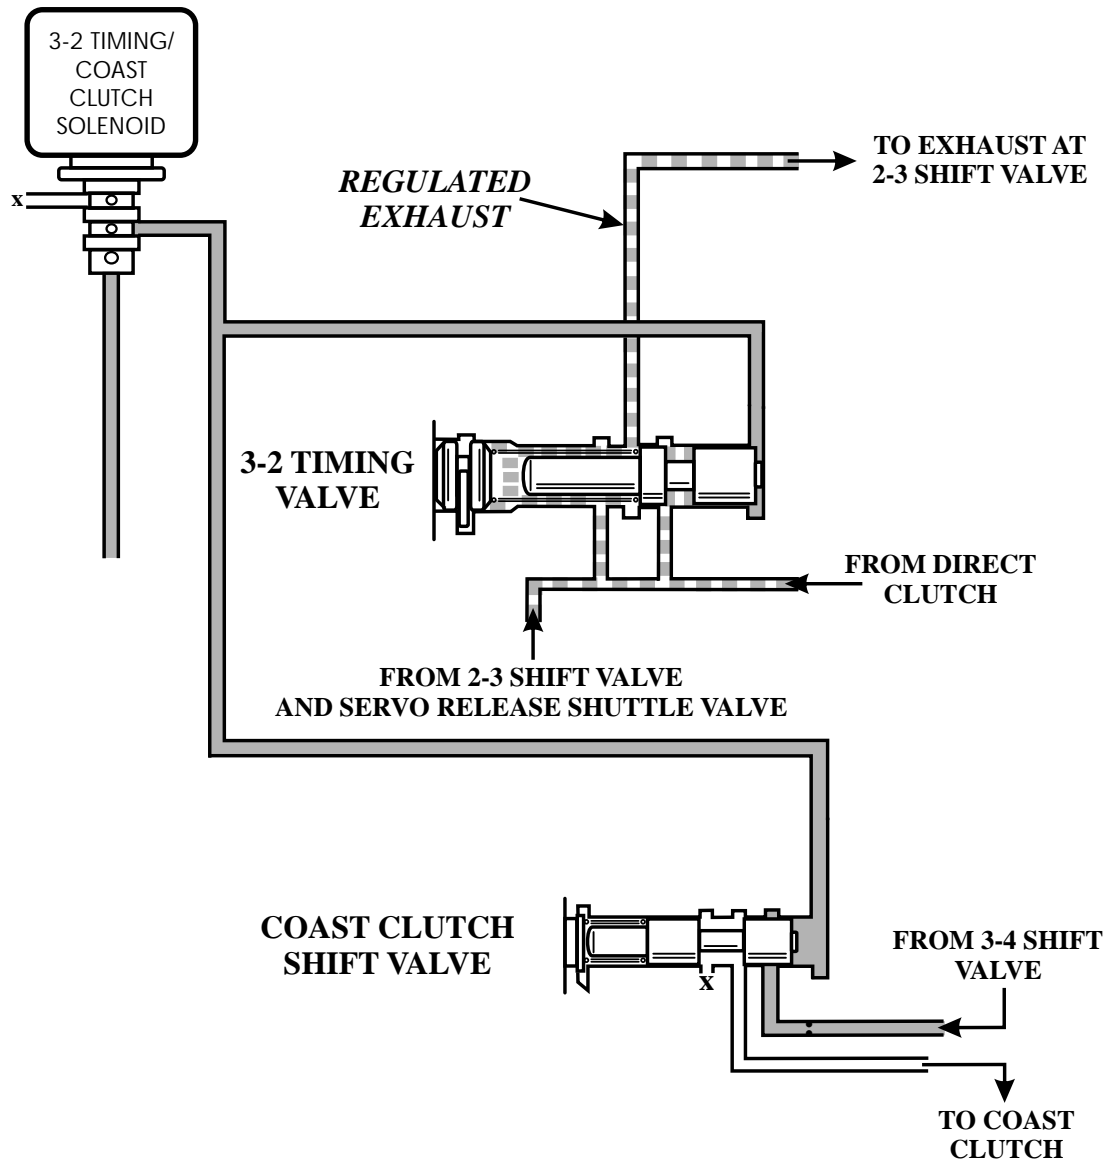 3-2 TIMING/
COAST
CLUTCH
SOLENOID
x
REGULATED
EXHAUST
TO EXHAUST AT
2-3 SHIFT VALVE
3-2 TIMING
VALVE
FROM DIRECT
CLUTCH
FROM 2-3 SHIFT VALVE
AND SERVO RELEASE SHUTTLE VALVE
COAST CLUTCH
SHIFT VALVE
x
FROM 3-4 SHIFT
VALVE
TO COAST
CLUTCH